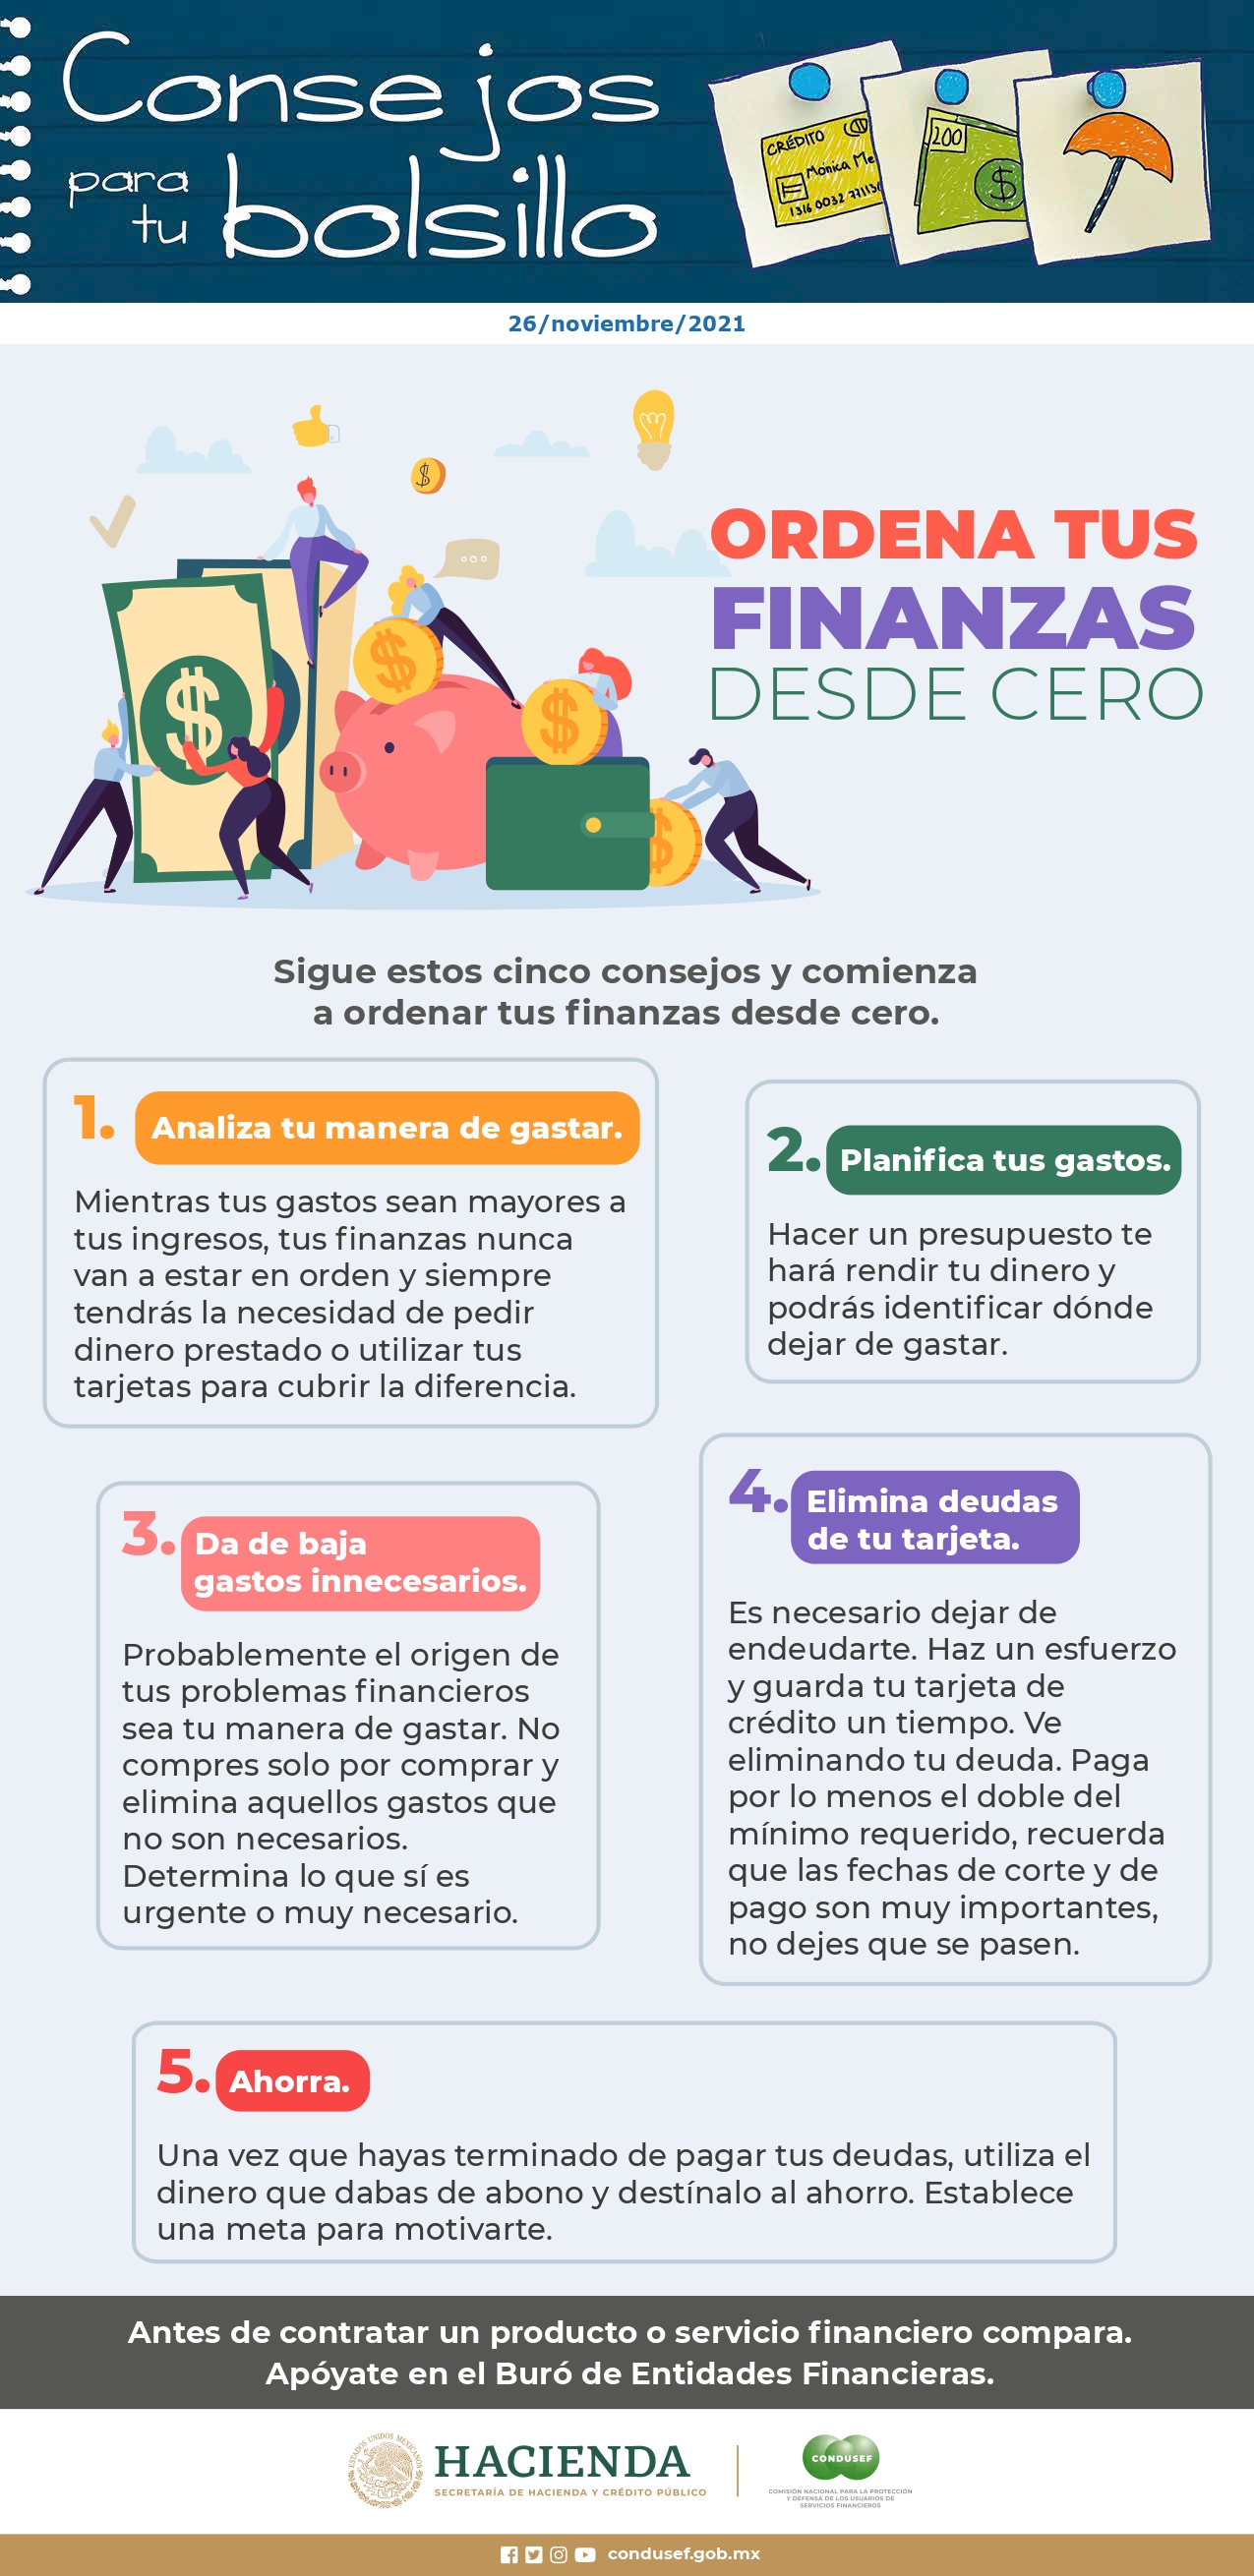 Consejos
para
tu bolsillo
CRÉDITO
Mónica Me
1316 0032
200
$
26/noviembre/2021
$
ORDENA TUS
FINANZAS
DESDE CERO
$
$
$
$
Sigue estos cinco consejos y comienza
a ordenar tus finanzas desde cero.
1. Analiza tu manera de gastar.
Mientras tus gastos sean mayores a
tus ingresos, tus finanzas nunca
van a estar en orden y siempre
tendrás la necesidad de pedir
dinero prestado o utilizar tus
tarjetas para cubrir la diferencia.
2. Planifica tus gastos.
Hacer un presupuesto te
hará rendir tu dinero y
podrás identificar dónde
dejar de gastar.
3. Da de baja
gastos innecesarios.
Probablemente el origen de
tus problemas financieros
sea tu manera de gastar. No
compres solo por comprar y
elimina aquellos gastos que
no son necesarios.
Determina lo que sí es
urgente o muy necesario.
4. Elimina deudas
de tu tarjeta.
Es necesario dejar de
endeudarte. Haz un esfuerzo
y guarda tu tarjeta de
crédito un tiempo. Ve
eliminando tu deuda. Paga
por lo menos el doble del
mínimo requerido, recuerda
que las fechas de corte y de
pago son muy importantes,
no dejes que se pasen.
5. Ahorra.
Una vez que hayas terminado de pagar tus deudas, utiliza el
dinero que dabas de abono y destínalo al ahorro. Establece
una meta para motivarte.
Antes de contratar un producto o servicio financiero compara.
Apóyate en el Buró de Entidades Financieras.
ESTADOS UNIDOS MEXICANOS
HACIENDA
SECRETARÍA DE HACIENDA Y CRÉDITO PÚBLICO
CONDUSEF
COMISIÓN NACIONAL PARA LA PROTECCIÓN
Y DEFENSA DE LOS USUARIOS DE
SERVICIOS FINANCIEROS
condusef.gob.mx